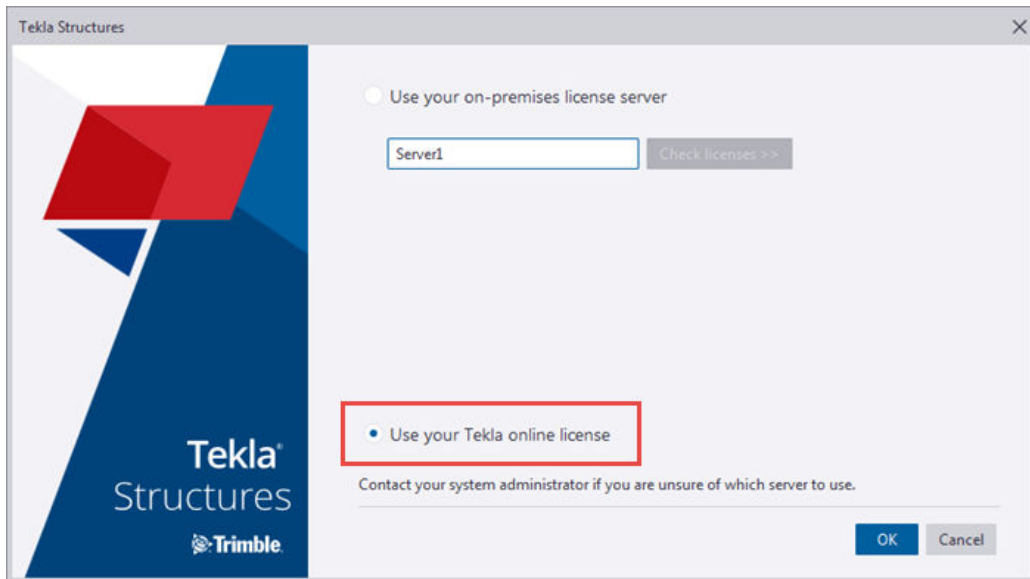 Tekla Structures
Use your on-premises license server
Server1
Check licenses >>
Use your Tekla online license
Contact your system administrator if you are unsure of which server to use.
Tekla®
Structures
Trimble.
OK
Cancel